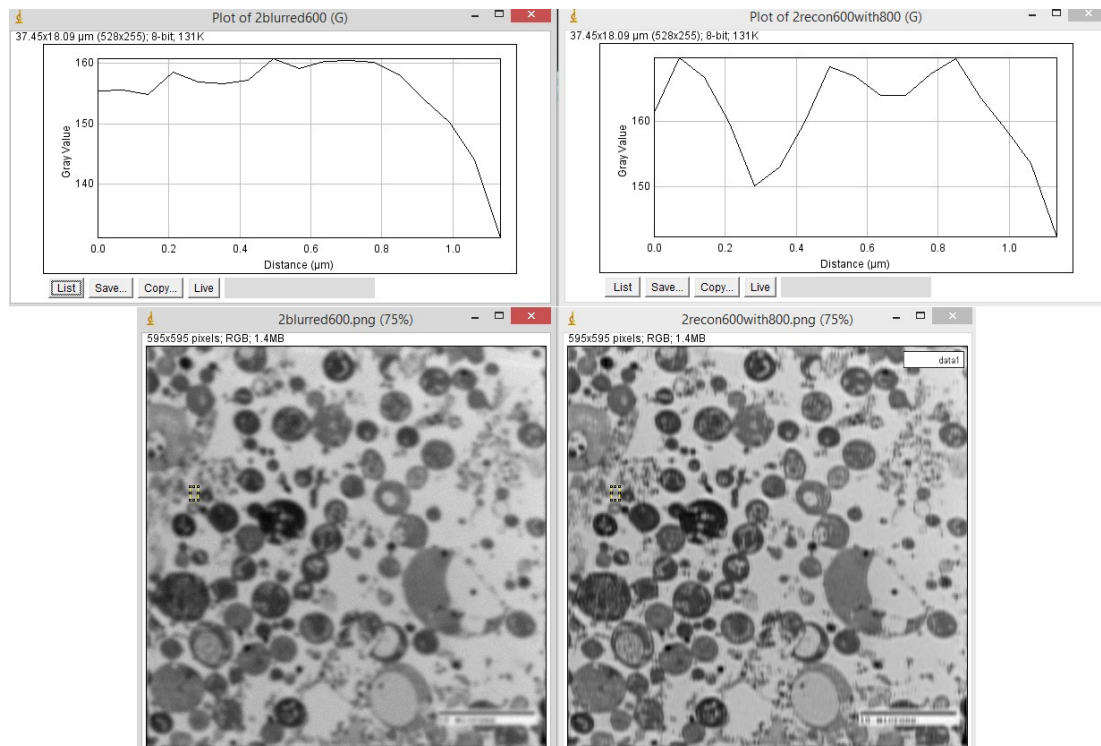 Plot of 2blurred600 (G)
37.45x18.09 µm (528x255); 8-bit; 131K
160
150
140
Gray Value
0.0 0.2 0.4 0.6 0.8 1.0
Distance (µm)
List Save... Copy... Live
Plot of 2recon600with800 (G)
37.45x18.09 µm (528x255); 8-bit; 131K
160
150
Gray Value
0.0 0.2 0.4 0.6 0.8 1.0
Distance (µm)
List Save... Copy... Live
2blurred600.png (75%)
595x595 pixels; RGB; 1.4MB
2recon600with800.png (75%)
595x595 pixels; RGB; 1.4MB
data1
10 Microns